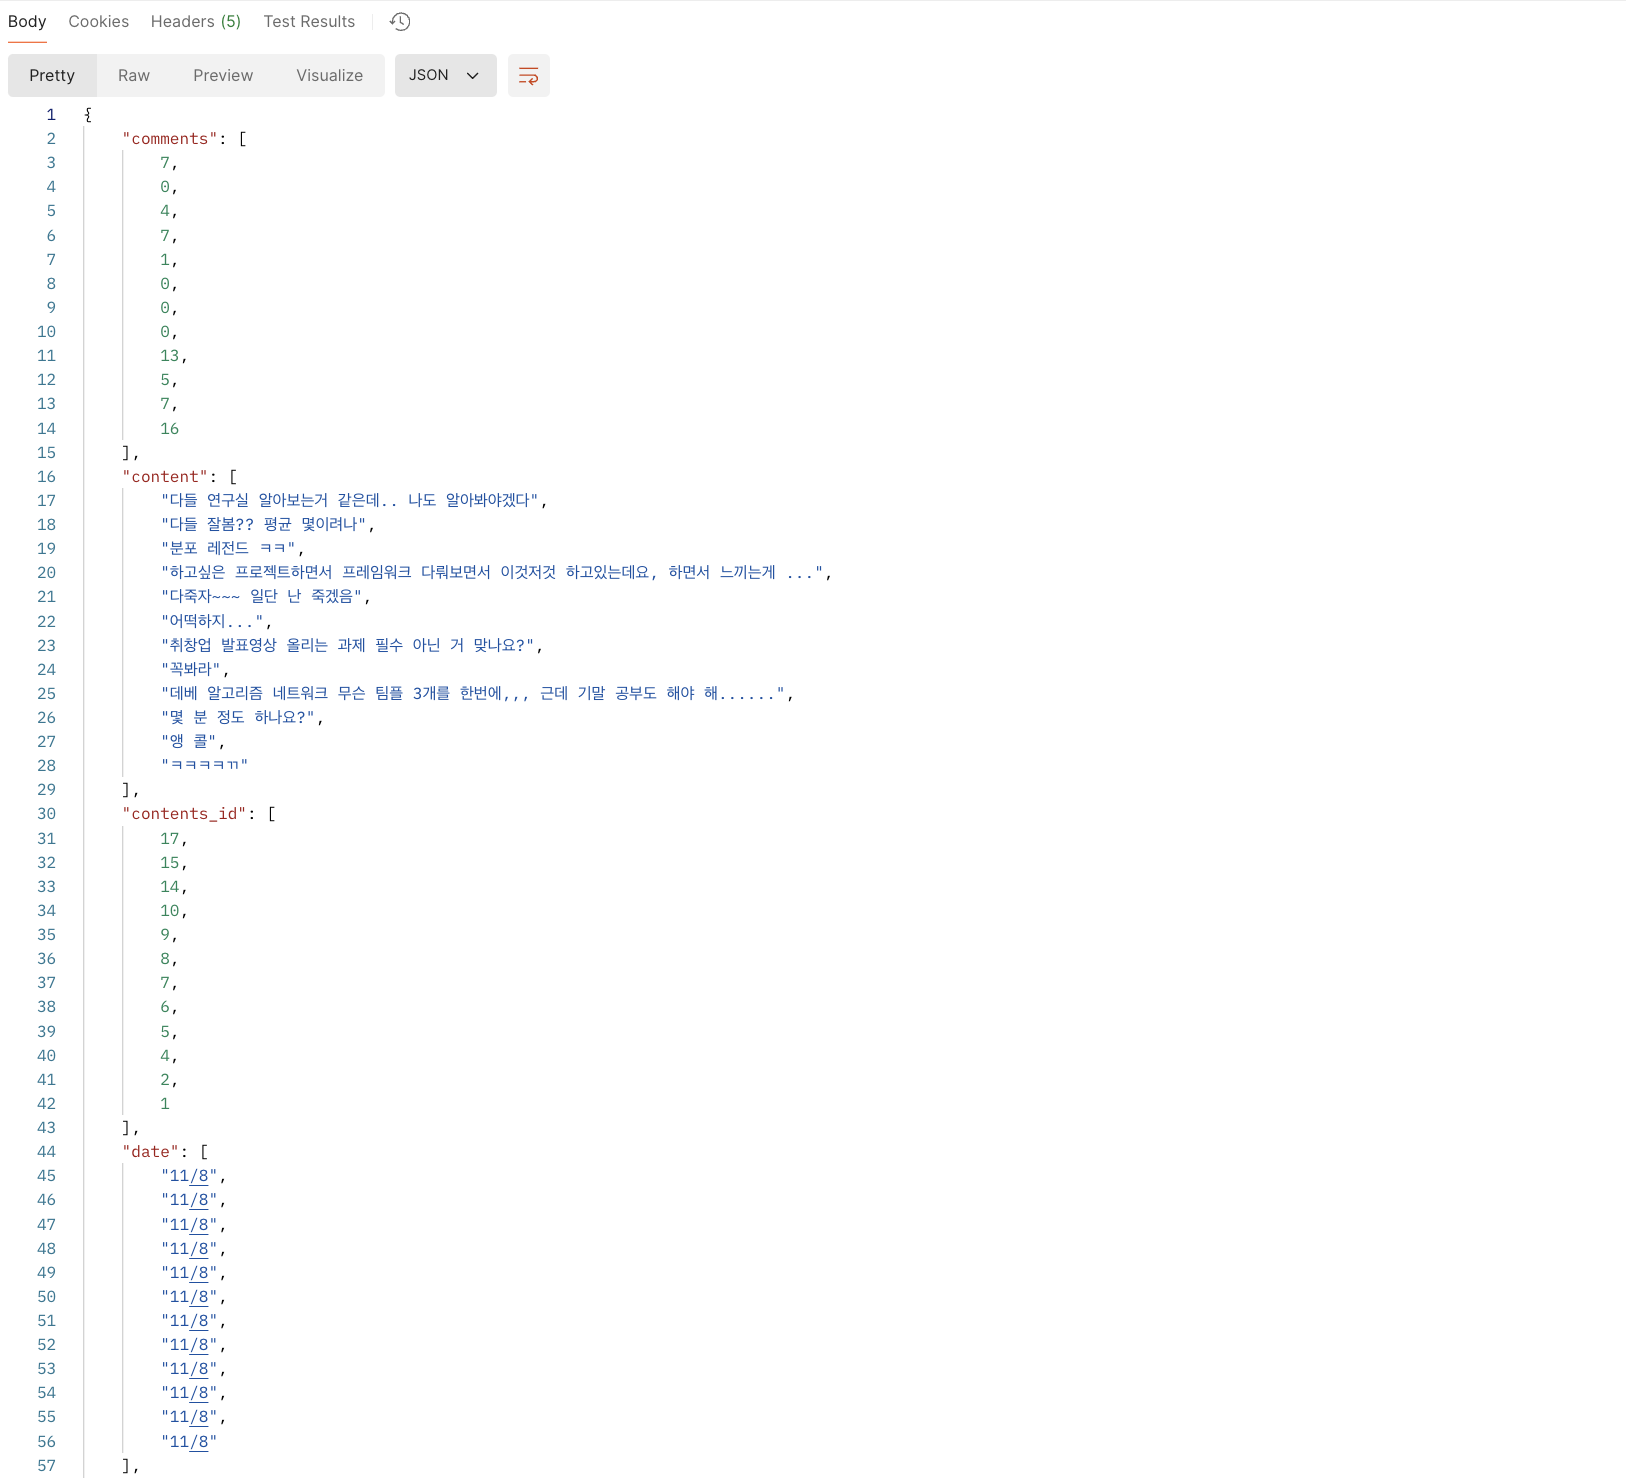 Body Cookies Headers (5) Test Results
Pretty Raw Preview Visualize JSON
1 {
2 "comments": [
3 7,
4 0,
5 4,
6 7,
7 1,
8 0,
9 0,
10 0,
11 13,
12 5,
13 7,
14 16
15 ],
16 "content": [
17 "다들 연구실 알아보는거 같은데.. 나도 알아봐야겠다",
18 "다들 잘봄?? 평균 몇이려나",
19 "분포 레전드 ㅋㅋ",
20 "하고싶은 프로젝트하면서 프레임워크 다뤄보면서 이것저것 하고있는데요, 하면서 느끼는게 ...",
21 "다죽자~~~ 일단 난 죽겠음",
22 "어떡하지...",
23 "취창업 발표영상 올리는 과제 필수 아닌 거 맞나요?",
24 "꼭봐라",
25 "데베 알고리즘 네트워크 무슨 팀플 3개를 한번에,,, 근데 기말 공부도 해야 해......",
26 "몇 분 정도 하나요?",
27 "앵 콜",
28 "ㅋㅋㅋㅋㄲ"
29 ],
30 "contents_id": [
31 17,
32 15,
33 14,
34 10,
35 9,
36 8,
37 7,
38 6,
39 5,
40 4,
41 2,
42 1
43 ],
44 "date": [
45 "11/8",
46 "11/8",
47 "11/8",
48 "11/8",
49 "11/8",
50 "11/8",
51 "11/8",
52 "11/8",
53 "11/8",
54 "11/8",
55 "11/8",
56 "11/8"
57 ],